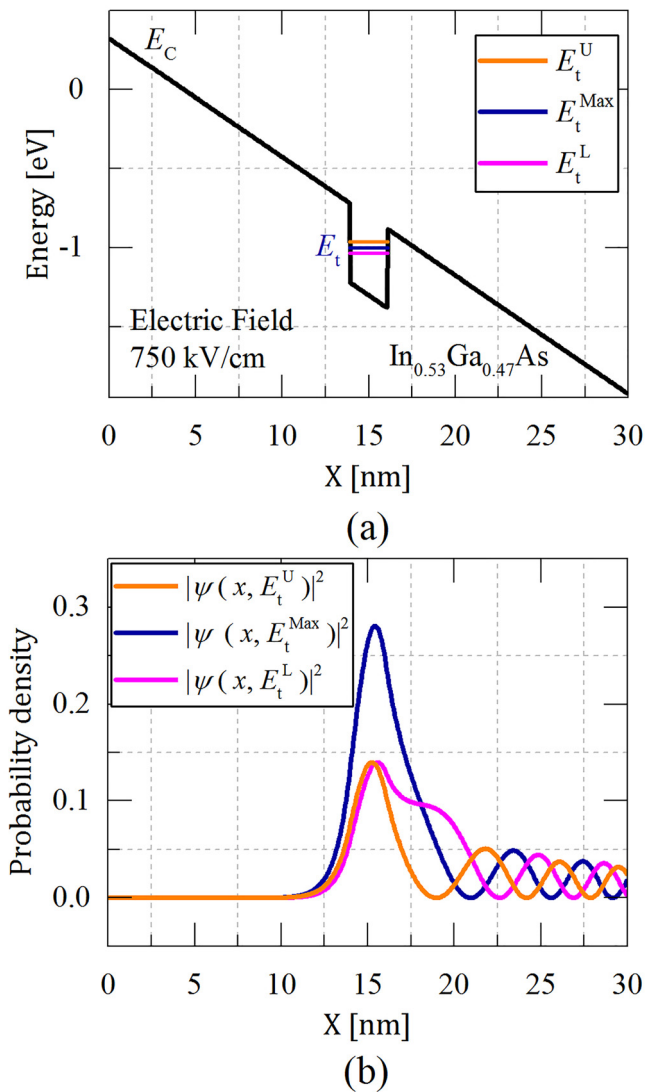 E_C
E_t^U
E_t^Max
E_t^L
0
-1
Energy [eV]
E_t
Electric Field
750 kV/cm
In_0.53Ga_0.47As
0 5 10 15 20 25 30
X [nm]
(a)
|ψ( x, E_t^U )|^2
|ψ ( x, E_t^Max )|^2
|ψ( x, E_t^L )|^2
0.3
0.2
0.1
0.0
Probability density
0 5 10 15 20 25 30
X [nm]
(b)